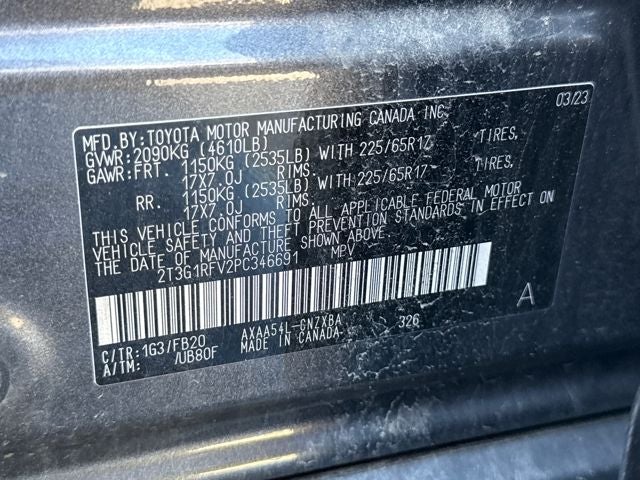 03/23
MFD.BY:TOYOTA MOTOR MANUFACTURING CANADA INC.
GVWR:2090KG (4610LB)
GAWR:FRT. 1150KG (2535LB) WITH 225/65R17 TIRES,
17X7.0J RIMS,
RR. 1150KG (2535LB) WITH 225/65R17 TIRES,
17X7.0J RIMS,
THIS VEHICLE CONFORMS TO ALL APPLICABLE FEDERAL MOTOR
VEHICLE SAFETY AND THEFT PREVENTION STANDARDS IN EFFECT ON
THE DATE OF MANUFACTURE SHOWN ABOVE.
2T3G1RFV2PC346691 MPV
A
C/TR:1G3/FB20 AXAA54L-CNZXBA 326
A/TM: /UB80F MADE IN CANADA